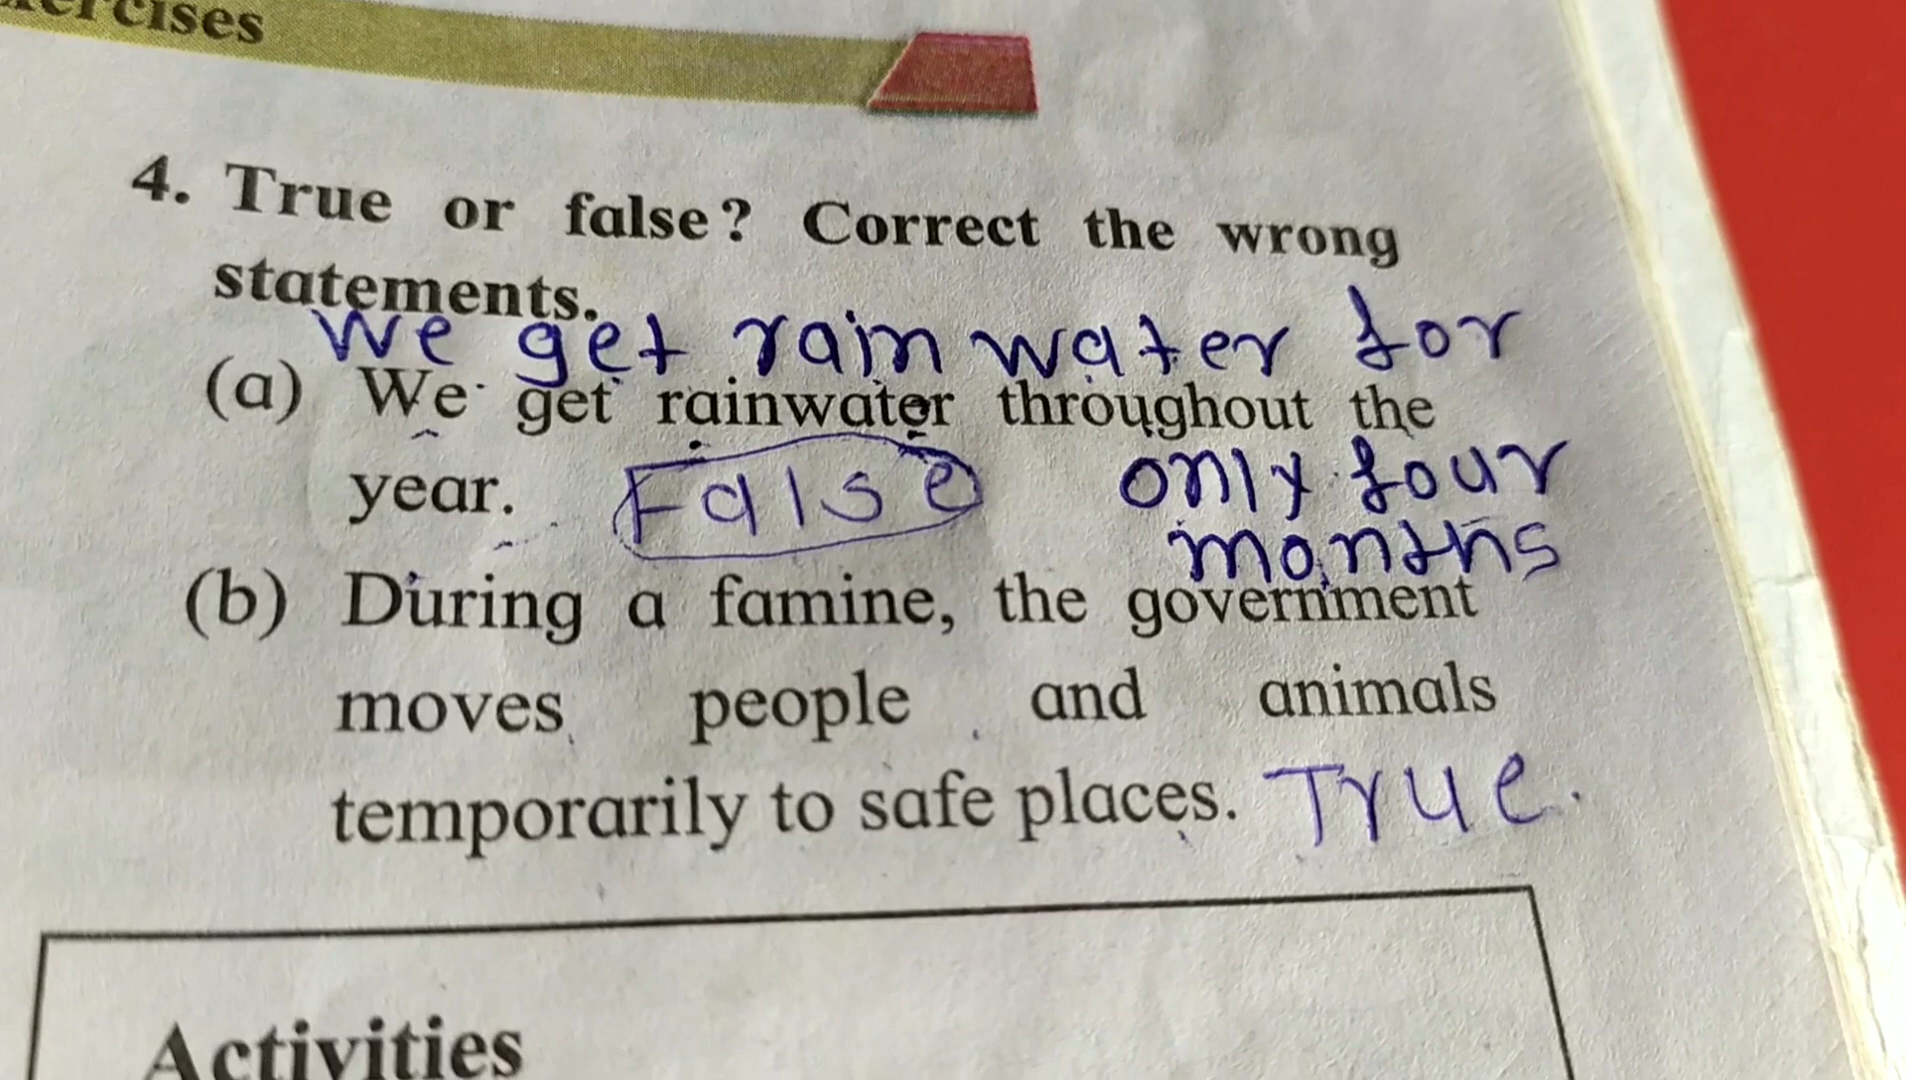 ercises
4. True or false? Correct the wrong
statements.
We get rain water for
(a) We get rainwater throughout the
year. False only four
months
(b) During a famine, the government
moves people and animals
temporarily to safe places. True.
Activities